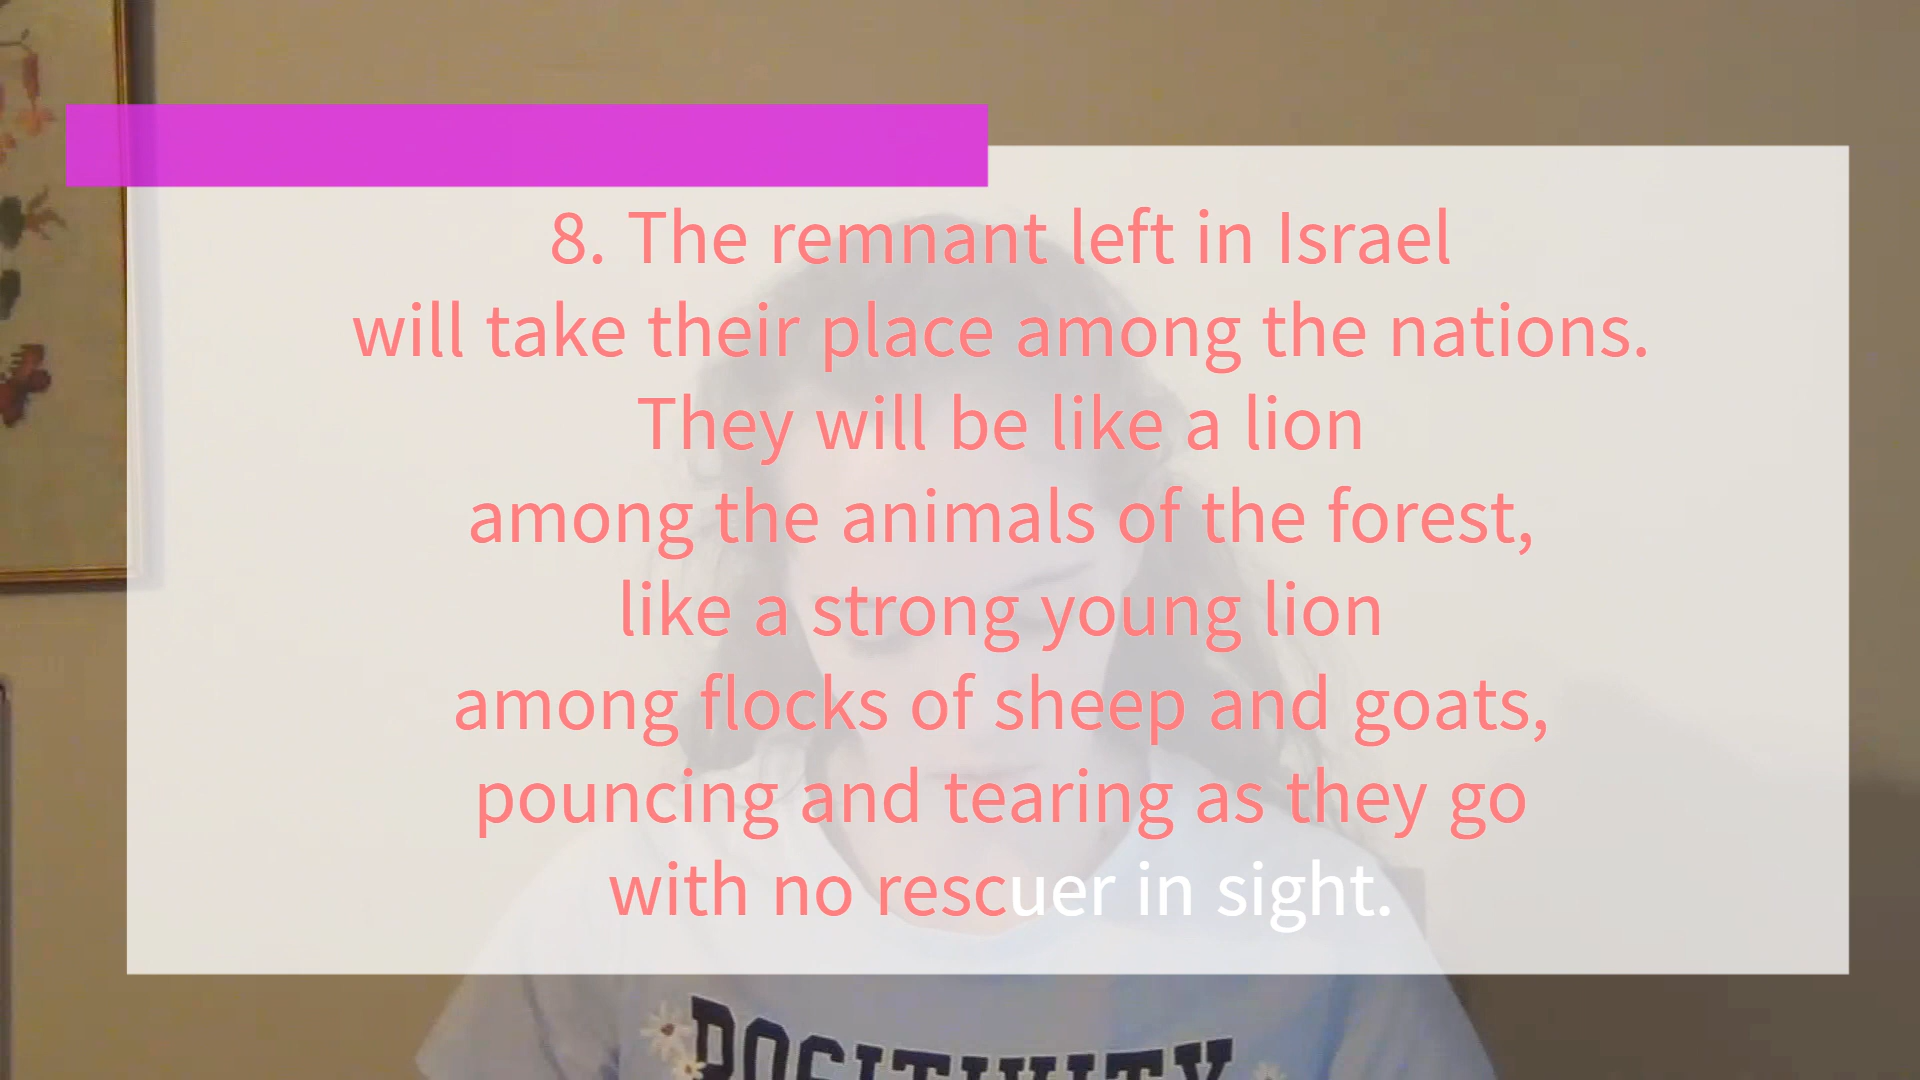 8. The remnant left in Israel
will take their place among the nations.
They will be like a lion
among the animals of the forest,
like a strong young lion
among flocks of sheep and goats,
pouncing and tearing as they go
with no rescuer in sight.
POSITIVITY